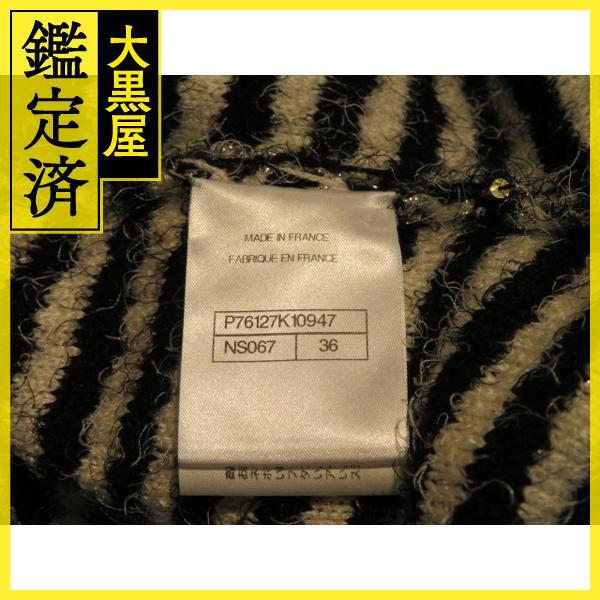 鑑定済
大黒屋
MADE IN FRANCE
FABRIQUE EN FRANCE
P76127K10947
NS067 36